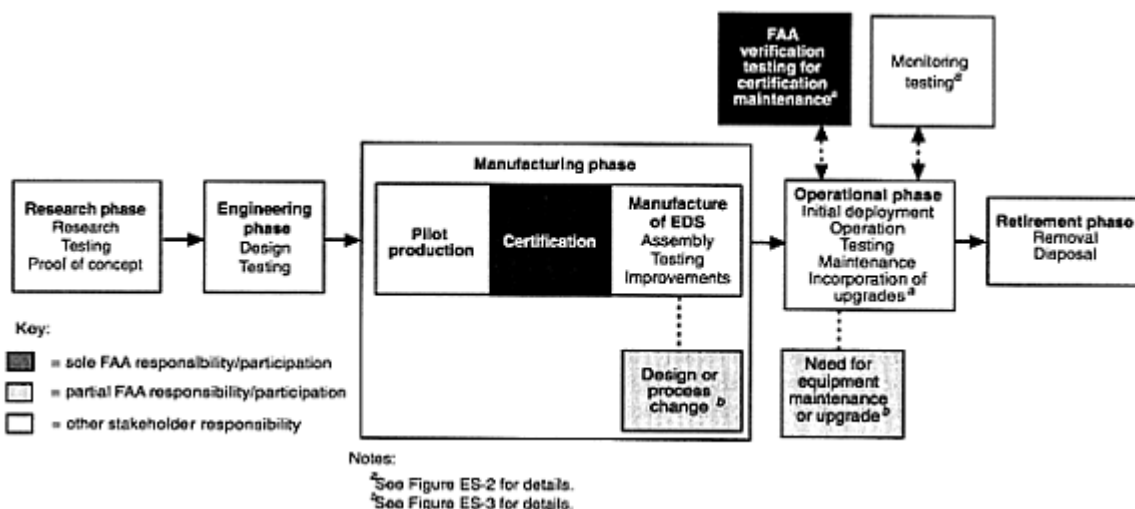 FAA
verification
testing for
certification
maintenance a
Monitoring
testing a
Manufacturing phase
Research phase
Research
Testing
Proof of concept
Engineering
phase
Design
Testing
Pilot
production
Certification
Manufacture
of EDS
Assembly
Testing
Improvements
Operational phase
Initial deployment
Operation
Testing
Maintenance
Incorporation of
upgrades a
Retirement phase
Removal
Disposal
Design or
process
change b
Need for
equipment
maintenance
or upgrade b
Key:
= sole FAA responsibility/participation
= partial FAA responsibility/participation
= other stakeholder responsibility
Notes:
a See Figure ES-2 for details.
b See Figure ES-3 for details.